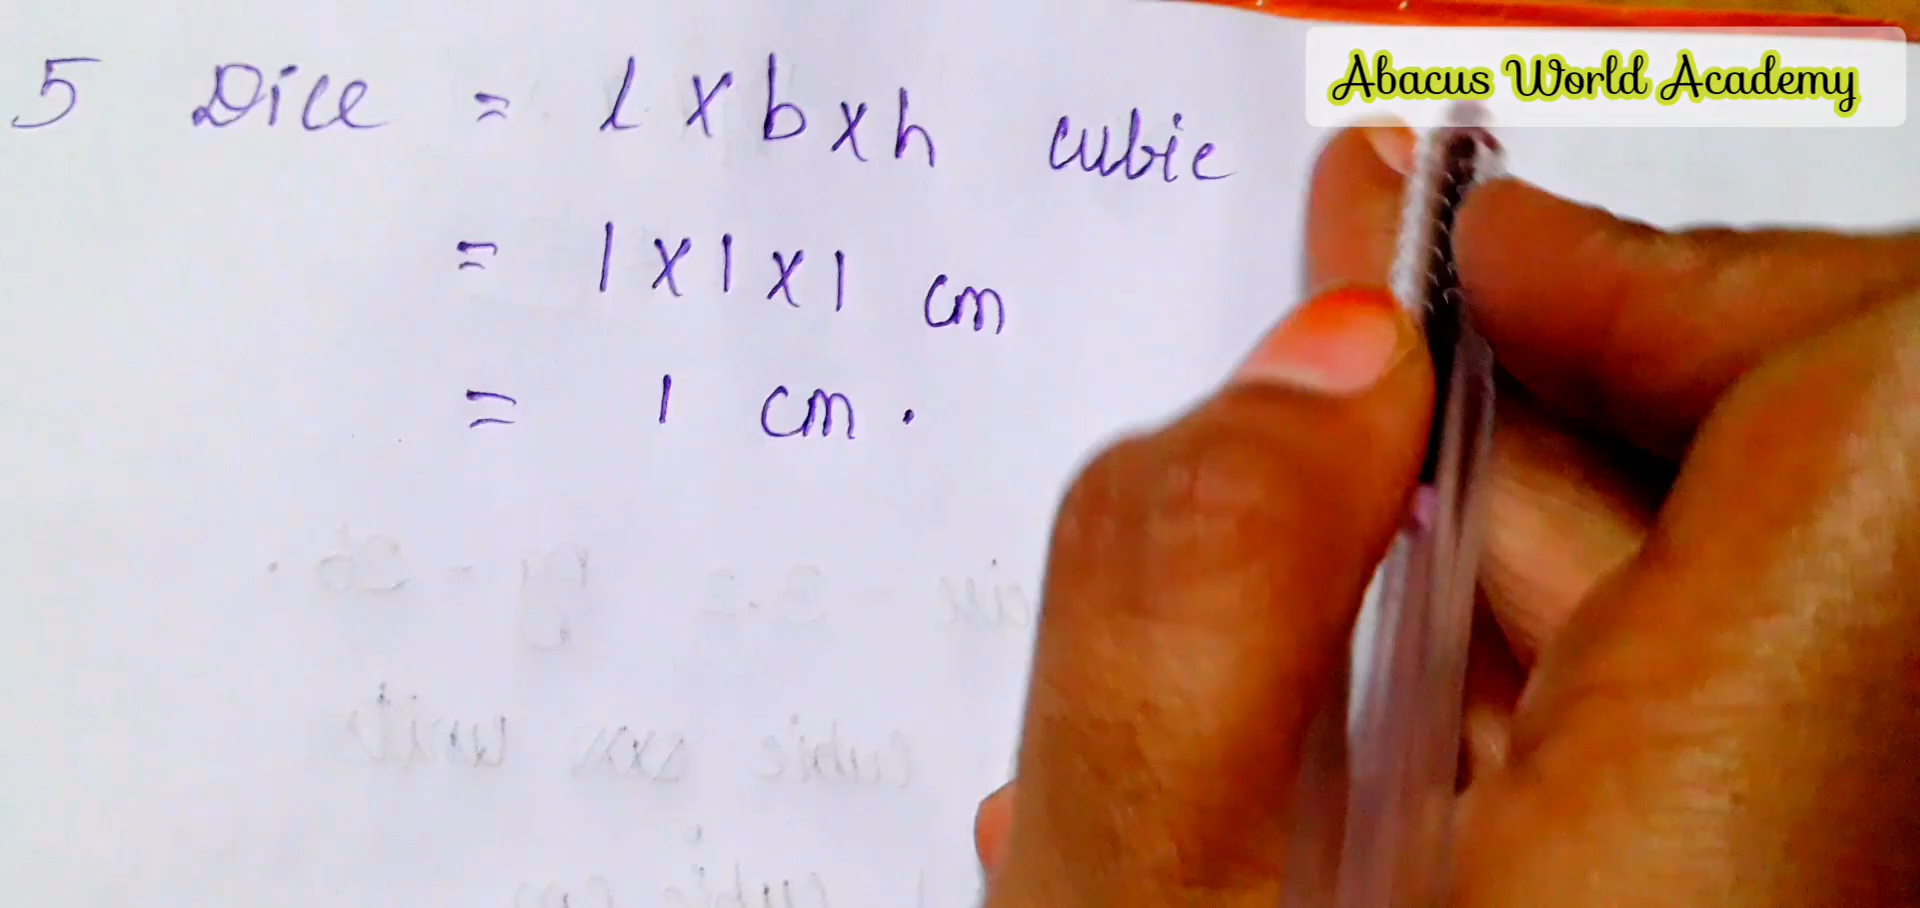 Abacus World Academy
5 Dice = l x b x h cubic
= 1 x 1 x 1 cm
= 1 cm.